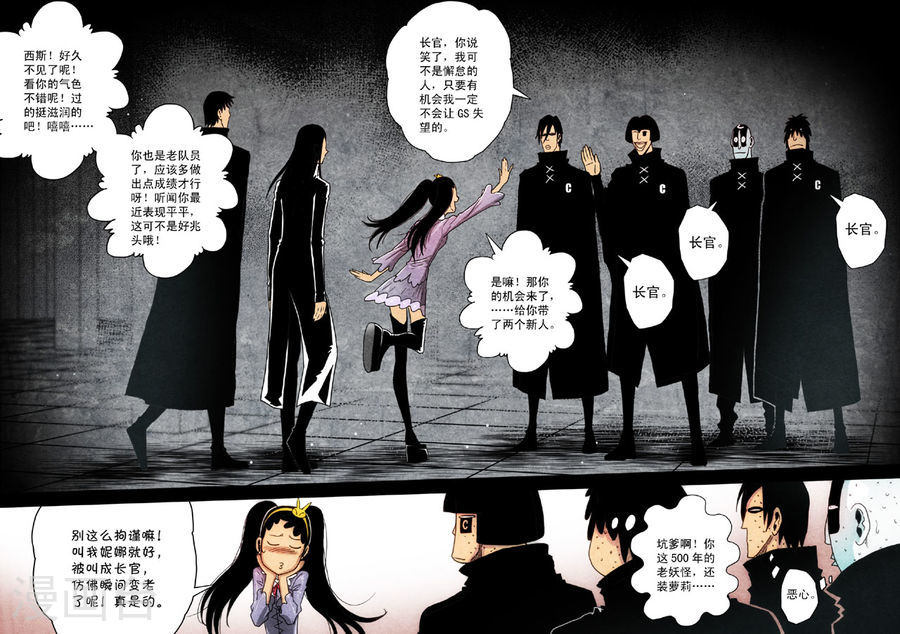 西斯！好久
不见了呢！
看你的气色
不错呢！过
的挺滋润的
吧！嘻嘻……
你也是老队员
了，应该多做
出点成绩才行
呀！听闻你最
近表现平平，
这可不是好兆
头哦！
长官，你说
笑了，我可
不是懈怠的
人，只要有
机会我一定
不会让GS失
望的。
是嘛！那你
的机会来了，
……给你带
了两个新人。
长官。
长官。
长官。
C
C
C
别这么拘谨嘛！
叫我妮娜就好，
被叫成长官，
仿佛瞬间变老
了呢！真是的。
C
坑爹啊！你
这500年的
老妖怪，还
装萝莉……
恶心。
漫画台